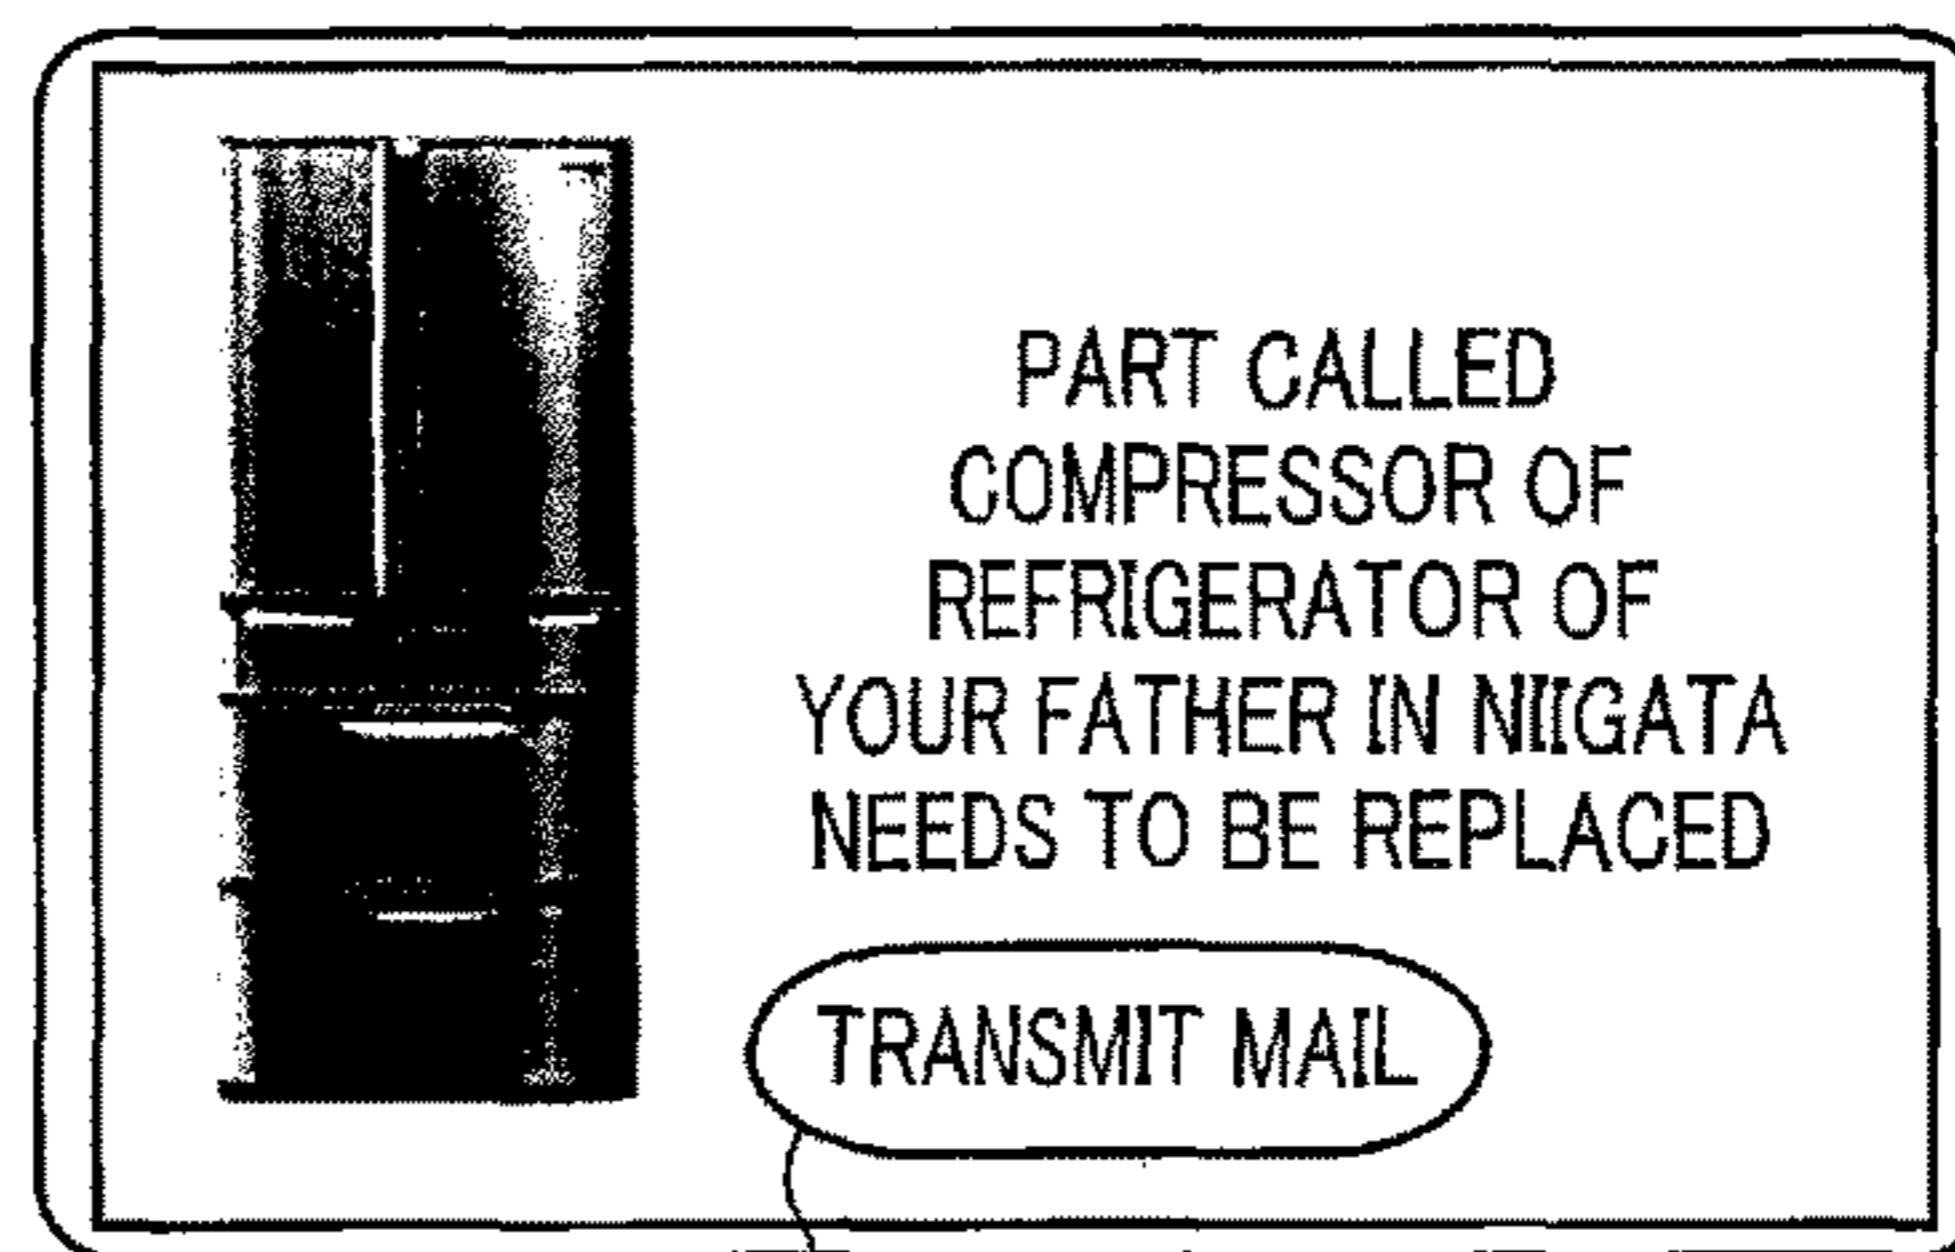 PART CALLED
COMPRESSOR OF
REFRIGERATOR OF
YOUR FATHER IN NIIGATA
NEEDS TO BE REPLACED
TRANSMIT MAIL